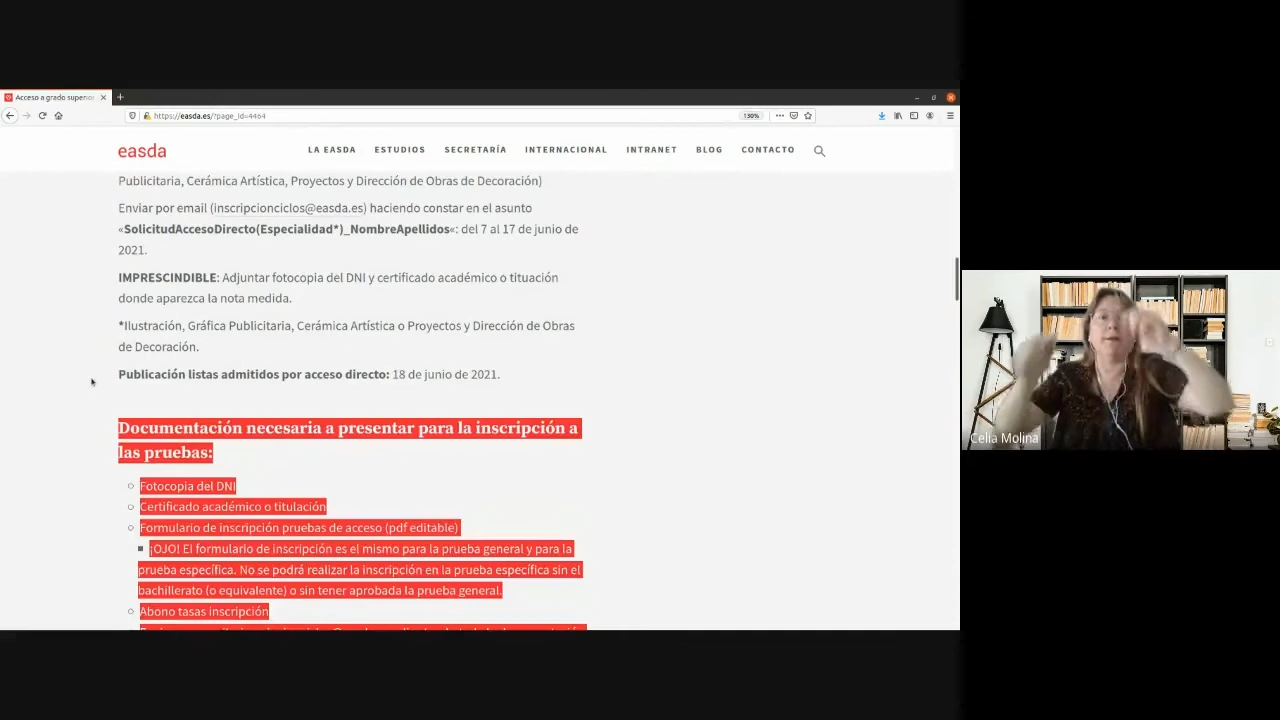 Acceso a grado superior
https://easda.es/?page_id=4464
130%
easda
LA EASDA ESTUDIOS SECRETARÍA INTERNACIONAL INTRANET BLOG CONTACTO
Publicitaria, Cerámica Artística, Proyectos y Dirección de Obras de Decoración)
Enviar por email (inscripcionciclos@easda.es) haciendo constar en el asunto
«SolicitudAccesoDirecto(Especialidad*)_NombreApellidos«: del 7 al 17 de junio de
2021.
IMPRESCINDIBLE: Adjuntar fotocopia del DNI y certificado académico o tituación
donde aparezca la nota medida.
*Ilustración, Gráfica Publicitaria, Cerámica Artística o Proyectos y Dirección de Obras
de Decoración.
Publicación listas admitidos por acceso directo: 18 de junio de 2021.
Documentación necesaria a presentar para la inscripción a
las pruebas:
Fotocopia del DNI
Certificado académico o titulación
Formulario de inscripción pruebas de acceso (pdf editable)
¡OJO! El formulario de inscripción es el mismo para la prueba general y para la
prueba específica. No se podrá realizar la inscripción en la prueba específica sin el
bachillerato (o equivalente) o sin tener aprobada la prueba general.
Abono tasas inscripción
Celia Molina